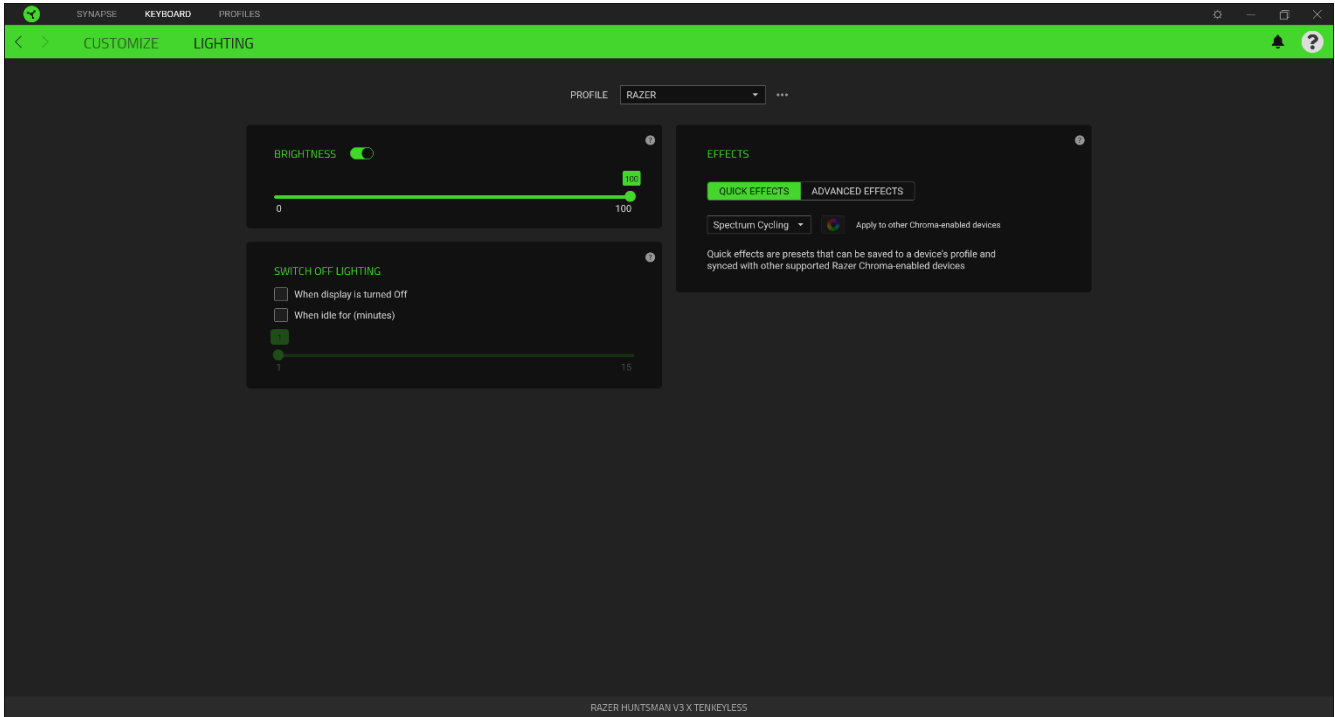 SYNAPSE KEYBOARD PROFILES
CUSTOMIZE LIGHTING
?
PROFILE RAZER
BRIGHTNESS
?
100
0 100
SWITCH OFF LIGHTING
?
When display is turned Off
When idle for (minutes)
1
1 15
EFFECTS
?
QUICK EFFECTS ADVANCED EFFECTS
Spectrum Cycling Apply to other Chroma-enabled devices
Quick effects are presets that can be saved to a device's profile and
synced with other supported Razer Chroma-enabled devices
RAZER HUNTSMAN V3 X TENKEYLESS